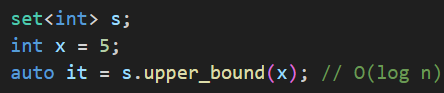 set<int> s;
int x = 5;
auto it = s.upper_bound(x); // O(log n)